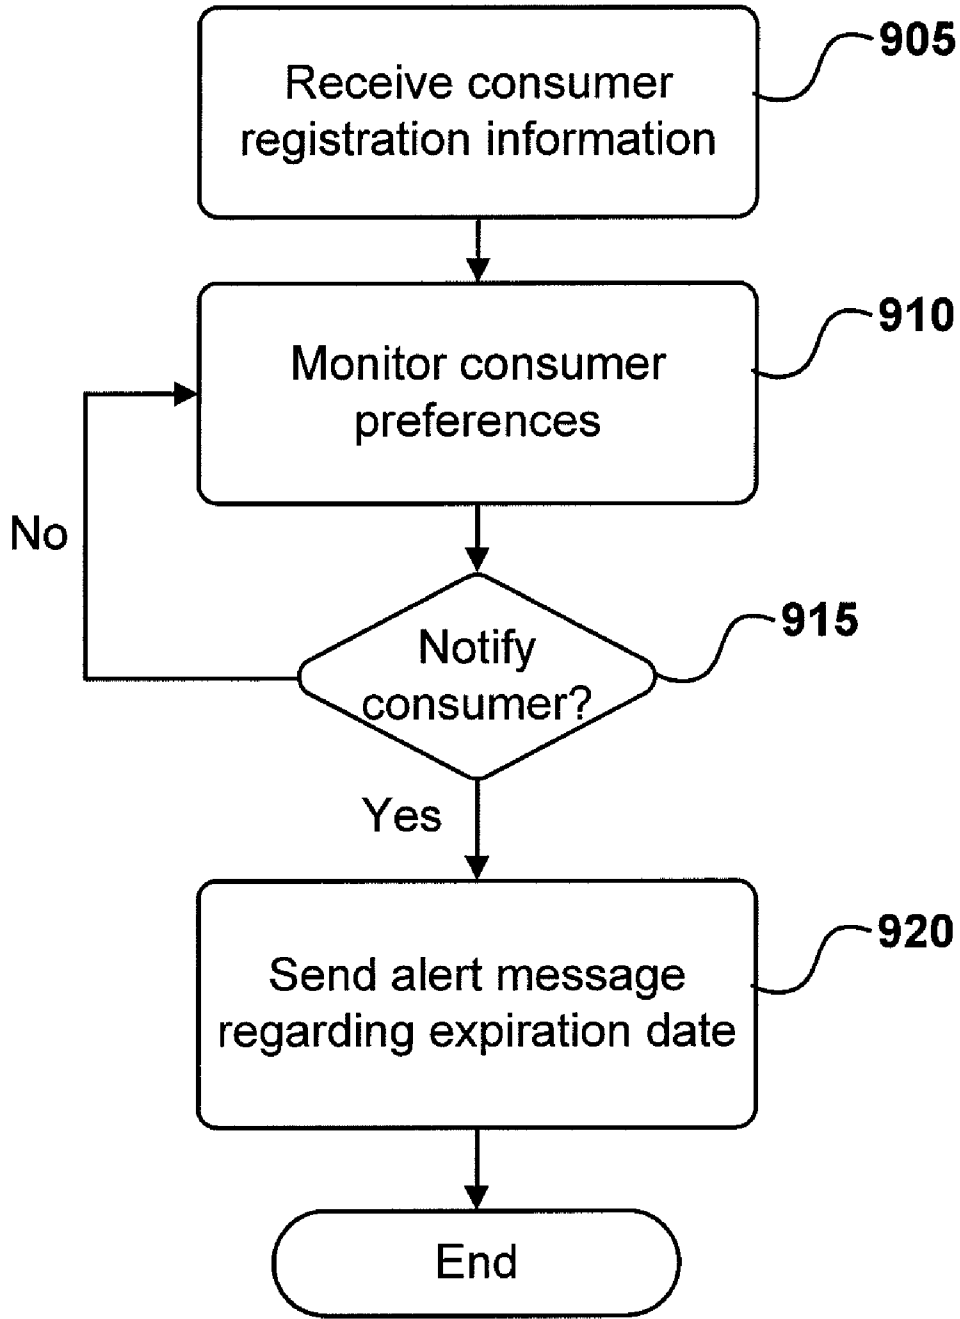 905
Receive consumer
registration information
910
Monitor consumer
preferences
No
915
Notify
consumer?
Yes
920
Send alert message
regarding expiration date
End